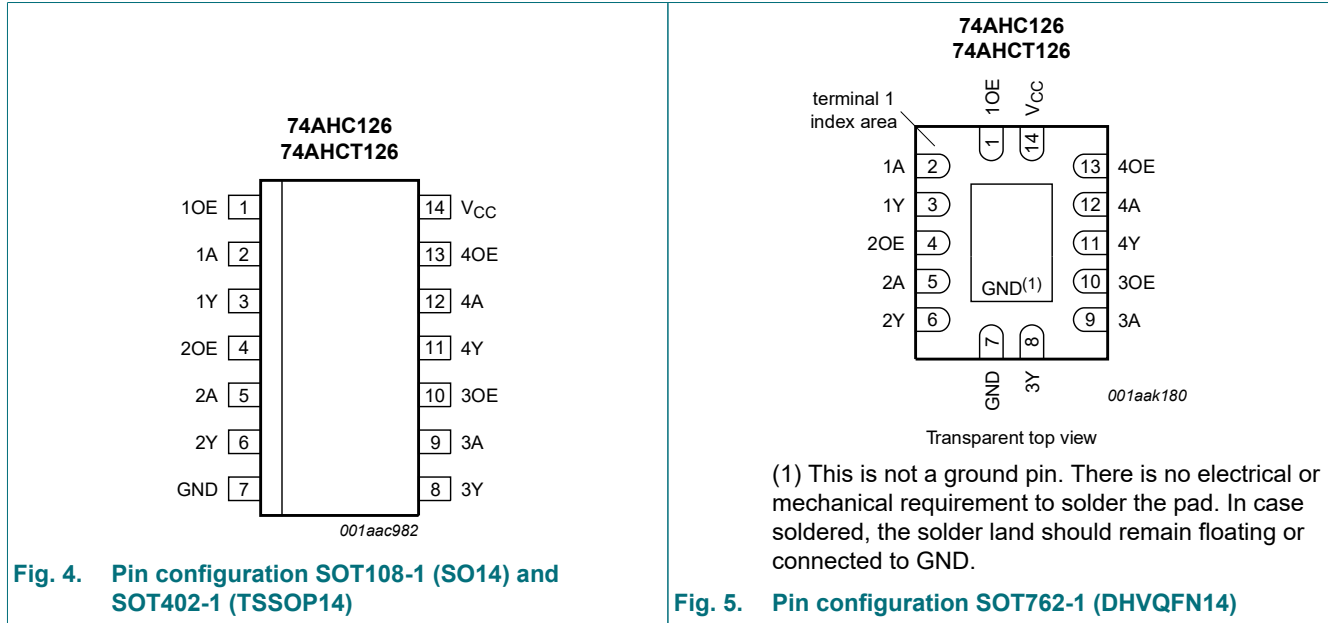 74AHC126
74AHCT126
1OE 1
14 VCC
1A 2
13 4OE
1Y 3
12 4A
2OE 4
11 4Y
2A 5
10 3OE
2Y 6
9 3A
GND 7
8 3Y
001aac982
Fig. 4. Pin configuration SOT108-1 (SO14) and
SOT402-1 (TSSOP14)
74AHC126
74AHCT126
terminal 1
index area
1OE
VCC
1
14
1A 2
13 4OE
1Y 3
12 4A
2OE 4
11 4Y
2A 5
10 3OE
GND(1)
2Y 6
9 3A
7
8
GND
3Y
001aak180
Transparent top view
(1) This is not a ground pin. There is no electrical or
mechanical requirement to solder the pad. In case
soldered, the solder land should remain floating or
connected to GND.
Fig. 5. Pin configuration SOT762-1 (DHVQFN14)